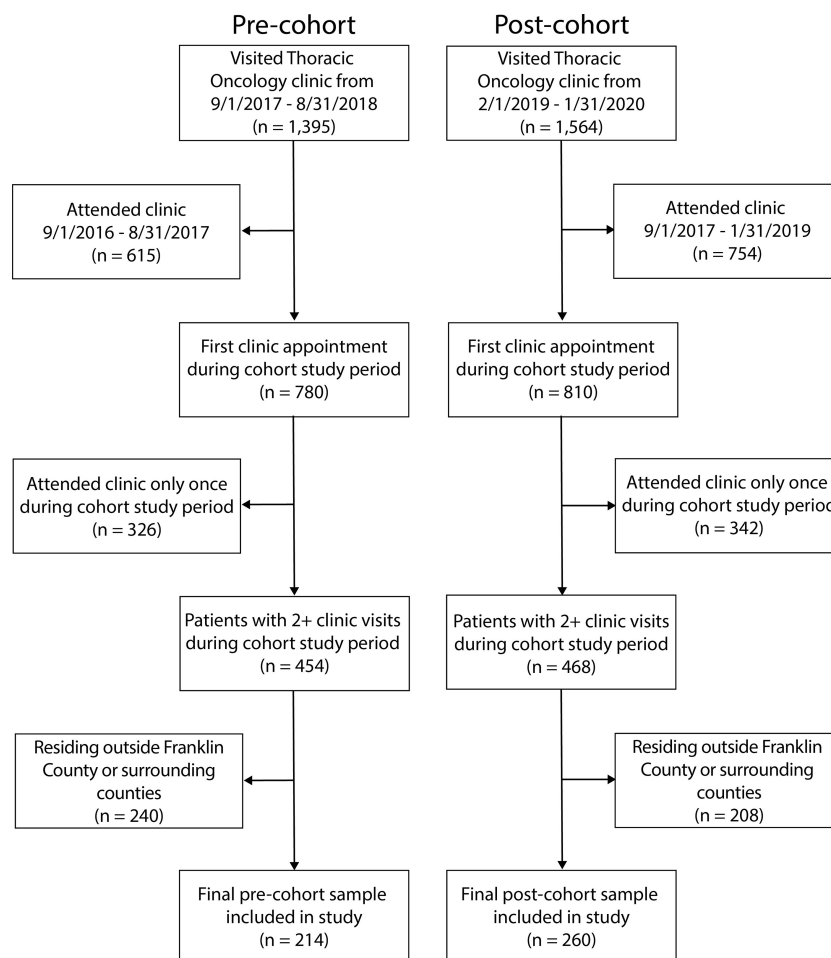 Pre-cohort
Visited Thoracic
Oncology clinic from
9/1/2017 - 8/31/2018
(n = 1,395)
Attended clinic
9/1/2016 - 8/31/2017
(n = 615)
First clinic appointment
during cohort study period
(n = 780)
Attended clinic only once
during cohort study period
(n = 326)
Patients with 2+ clinic visits
during cohort study period
(n = 454)
Residing outside Franklin
County or surrounding
counties
(n = 240)
Final pre-cohort sample
included in study
(n = 214)
Post-cohort
Visited Thoracic
Oncology clinic from
2/1/2019 - 1/31/2020
(n = 1,564)
Attended clinic
9/1/2017 - 1/31/2019
(n = 754)
First clinic appointment
during cohort study period
(n = 810)
Attended clinic only once
during cohort study period
(n = 342)
Patients with 2+ clinic visits
during cohort study period
(n = 468)
Residing outside Franklin
County or surrounding
counties
(n = 208)
Final post-cohort sample
included in study
(n = 260)